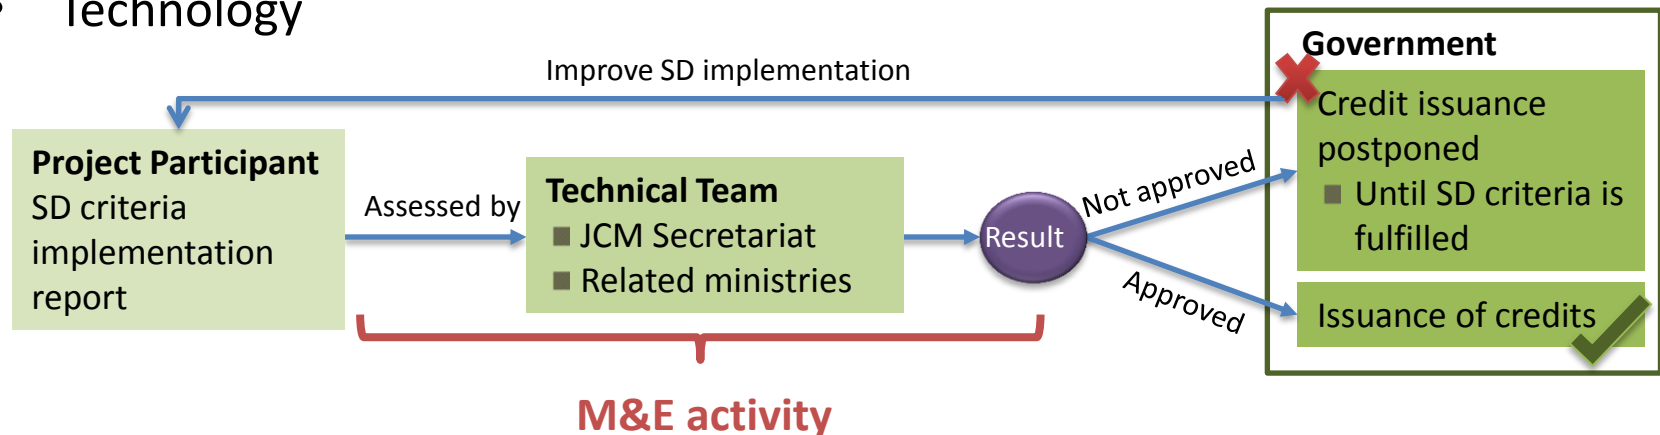 • Technology
Improve SD implementation
Project Participant
SD criteria
implementation
report
Assessed by
Technical Team
■ JCM Secretariat
■ Related ministries
Result
Not approved
Approved
Government
Credit issuance
postponed
■ Until SD criteria is
fulfilled
Issuance of credits
M&E activity